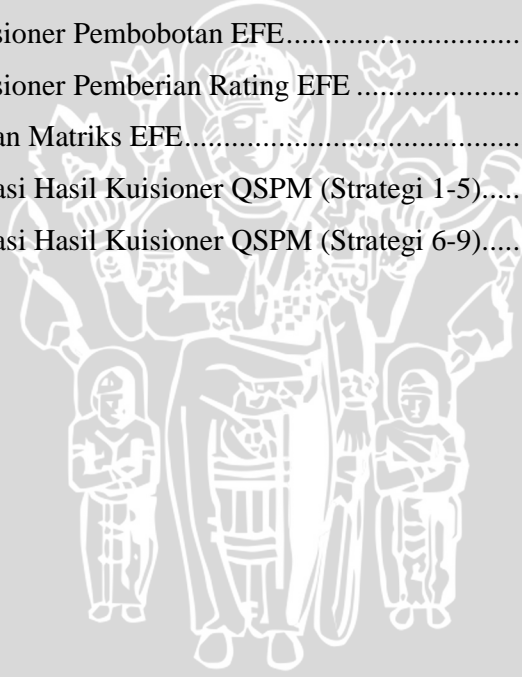 sioner Pembobotan EFE..............................
sioner Pemberian Rating EFE .....................
an Matriks EFE............................................
asi Hasil Kuisioner QSPM (Strategi 1-5)......
asi Hasil Kuisioner QSPM (Strategi 6-9)......